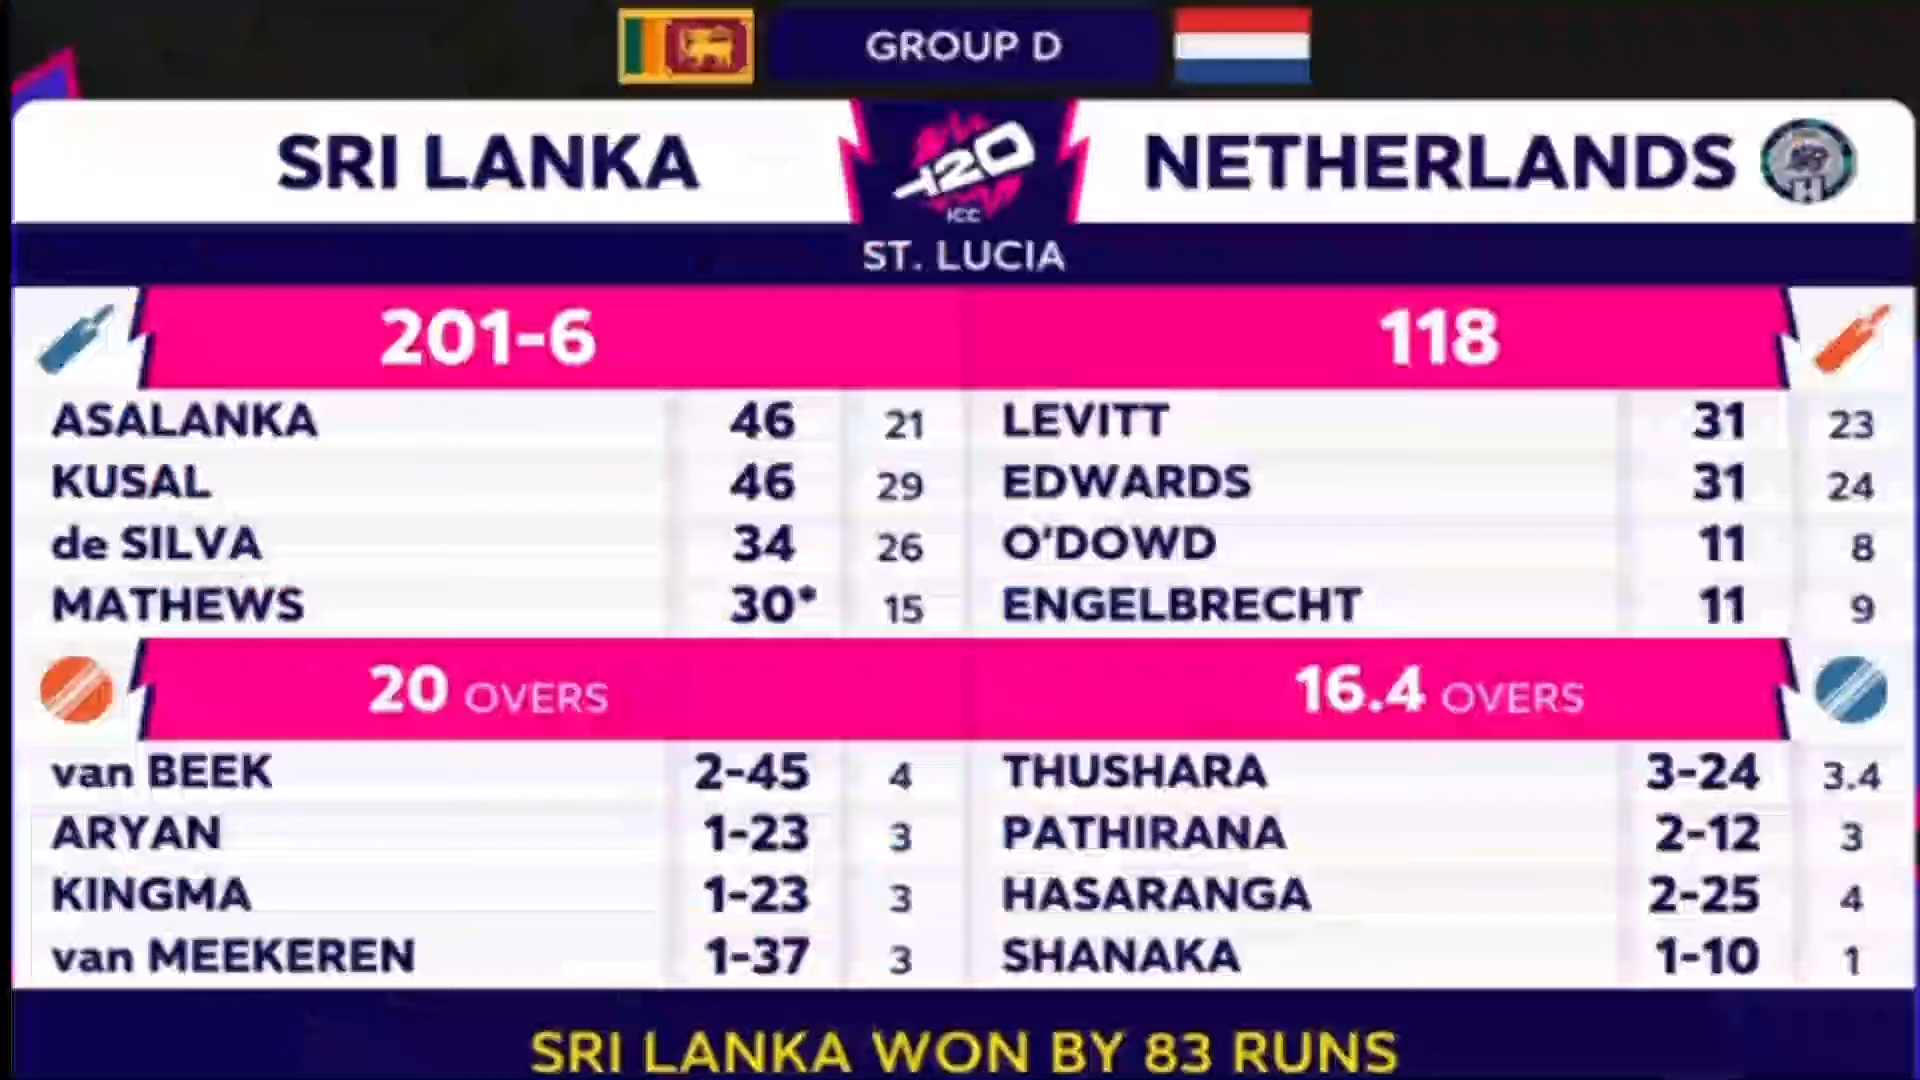 GROUP D
SRI LANKA
T20
ICC
NETHERLANDS
ST. LUCIA
201-6 118
ASALANKA 46 21 LEVITT 31 23
KUSAL 46 29 EDWARDS 31 24
de SILVA 34 26 O'DOWD 11 8
MATHEWS 30* 15 ENGELBRECHT 11 9
20 OVERS 16.4 OVERS
van BEEK 2-45 4 THUSHARA 3-24 3.4
ARYAN 1-23 3 PATHIRANA 2-12 3
KINGMA 1-23 3 HASARANGA 2-25 4
van MEEKEREN 1-37 3 SHANAKA 1-10 1
SRI LANKA WON BY 83 RUNS